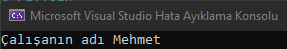 Microsoft Visual Studio Hata Ayıklama Konsolu
Çalışanın adı Mehmet